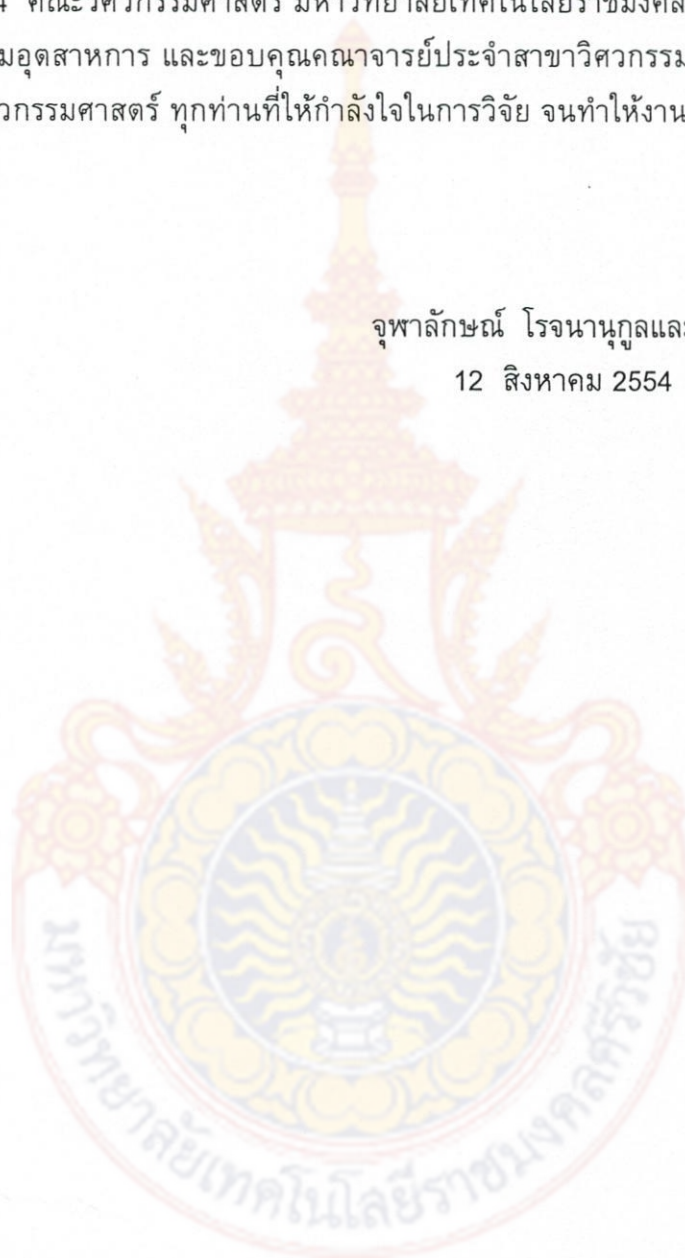 คณะวิศวกรรมศาสตร์ มหาวิทยาลัยเทคโนโลยีราชมงคล
มอุตสาหการ และขอบคุณคณาจารย์ประจำสาขาวิศวกรรม
วกรรมศาสตร์ ทุกท่านที่ให้กำลังใจในการวิจัย จนทำให้งาน
จุฬาลักษณ์ โรจนานุกูลและ
12 สิงหาคม 2554
มหาวิทยาลัยเทคโนโลยีราชมงคลศรีวิชัย